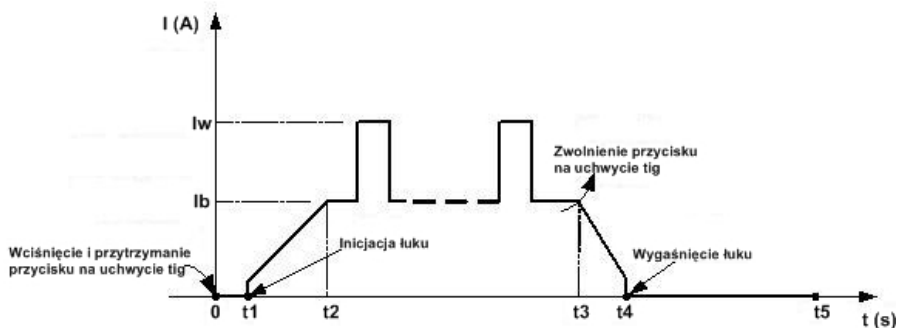 I (A)
Iw
Zwolnienie przycisku
na uchwycie tig
Ib
Wciśnięcie i przytrzymanie
przycisku na uchwycie tig
Inicjacja łuku
Wygaśnięcie łuku
0 t1 t2 t3 t4 t5
t (s)